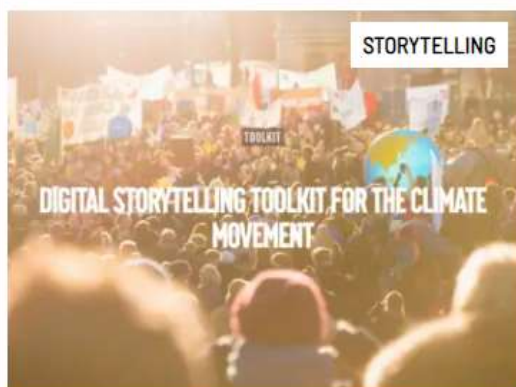 STORYTELLING
TOOLKIT
DIGITAL STORYTELLING TOOLKIT FOR THE CLIMATE
MOVEMENT